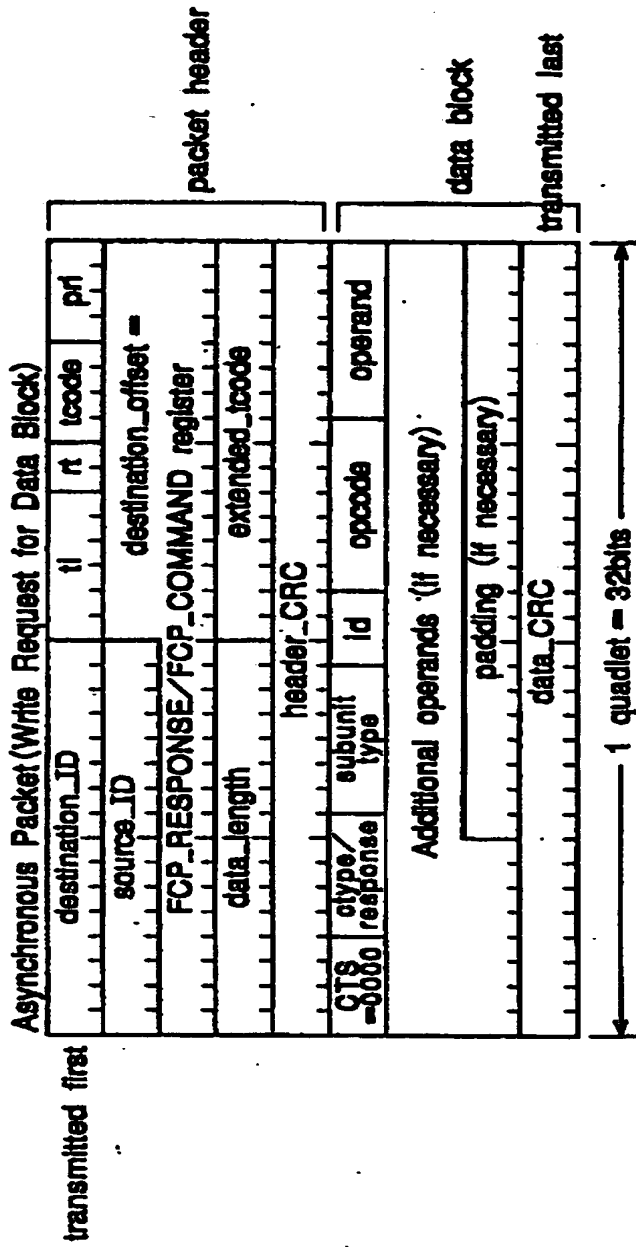 Asynchronous Packet (Write Request for Data Block)
transmitted first
destination_ID
tl
rt
tcode
pri
source_ID
destination_offset =
FCP_RESPONSE/FCP_COMMAND register
data_length
extended_tcode
header_CRC
packet header
CTS
=0000
ctype/
response
subunit
type
id
opcode
operand
Additional operands (if necessary)
padding (if necessary)
data_CRC
data block
transmitted last
1 quadlet = 32bits